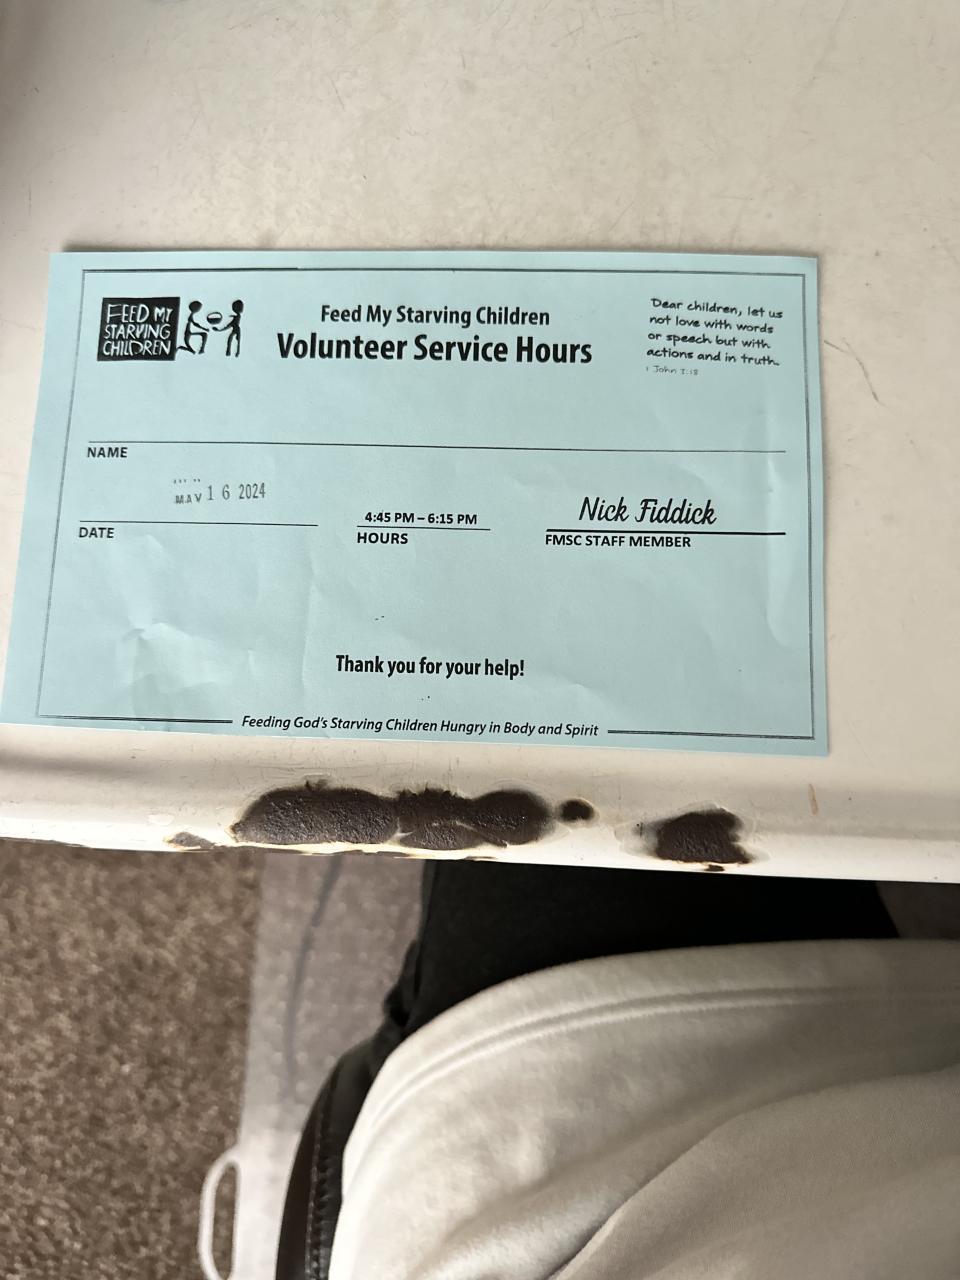 FEED MY
STARVING
CHILDREN
Feed My Starving Children
Volunteer Service Hours
Dear children, let us
not love with words
or speech but with
actions and in truth.
1 John 3:18
NAME
MAY 16 2024
DATE
4:45 PM – 6:15 PM
HOURS
Nick Fiddick
FMSC STAFF MEMBER
Thank you for your help!
Feeding God's Starving Children Hungry in Body and Spirit